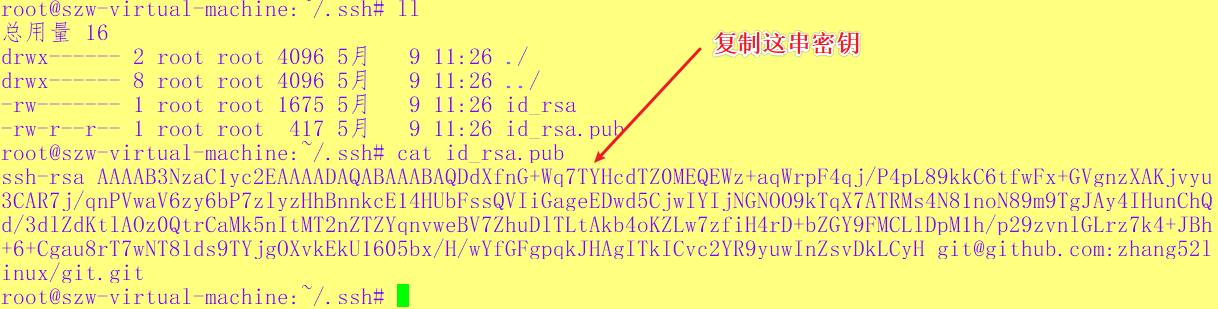 root@szw-virtual-machine:~/.ssh# ll
总用量 16
drwx------ 2 root root 4096 5月   9 11:26 ./
drwx------ 8 root root 4096 5月   9 11:26 ../
-rw------- 1 root root 1675 5月   9 11:26 id_rsa
-rw-r--r-- 1 root root  417 5月   9 11:26 id_rsa.pub
复制这串密钥
root@szw-virtual-machine:~/.ssh# cat id_rsa.pub
ssh-rsa AAAAB3NzaC1yc2EAAAADAQABAAABAQDdXfnG+Wq7TYHcdTZ0MEQEWz+aqWrpF4qj/P4pL89kkC6tfwFx+GVgnzXAKjvyu
3CAR7j/qnPVwaV6zy6bP7zlyzHhBnnkcE14HUbFssQVIiGageEDwd5CjwIYIjNGNOO9kTqX7ATRMs4N81noN89m9TgJAy4IHunChQ
d/3dlZdKtlAOz0QtrCaMk5nItMT2nZTZYqnvweBV7ZhuDlTLtAkb4oKZLw7zfiH4rD+bZGY9FMCLlDpM1h/p29zvnlGLrz7k4+JBh
+6+Cgau8rT7wNT8lds9TYjgOXvkEkU16O5bx/H/wYfGFgpqkJHAgITkICvc2YR9yuwInZsvDkLCyH git@github.com:zhang52l
inux/git.git
root@szw-virtual-machine:~/.ssh#